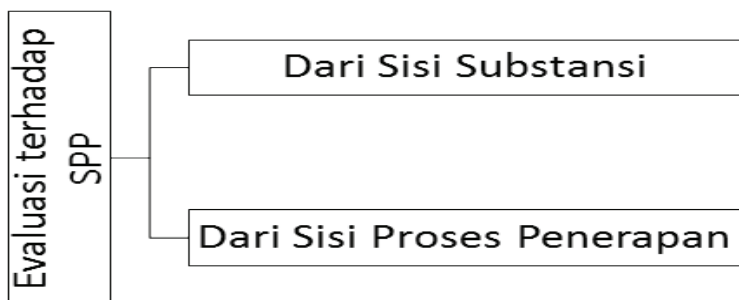 Evaluasi terhadap
SPP
Dari Sisi Substansi
Dari Sisi Proses Penerapan